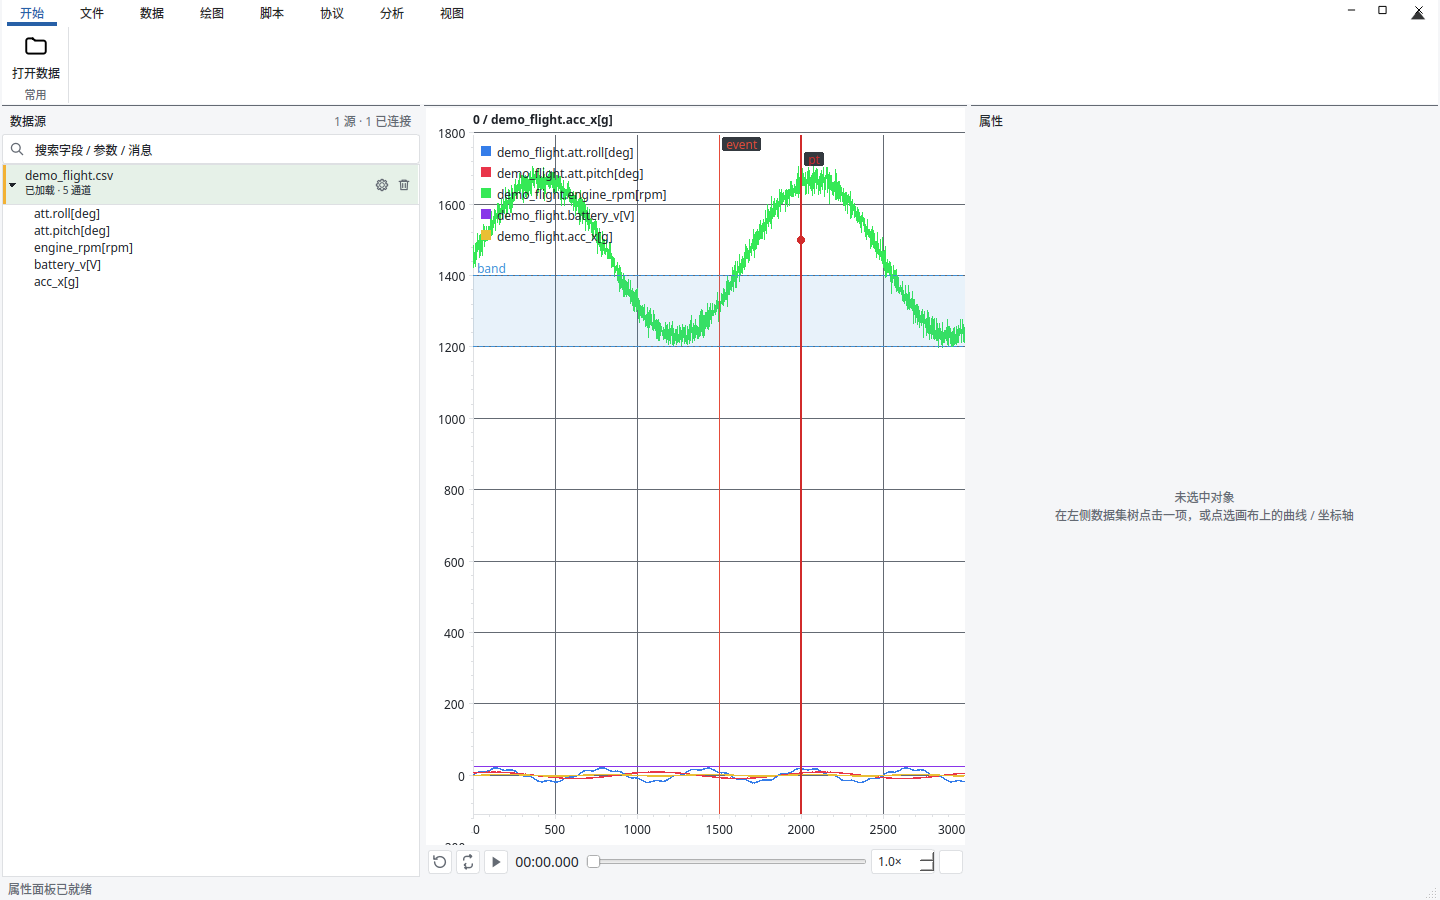 开始 文件 数据 绘图 脚本 协议 分析 视图
打开数据
常用
数据源 1 源 · 1 已连接
搜索字段 / 参数 / 消息
demo_flight.csv
已加载 · 5 通道
att.roll[deg]
att.pitch[deg]
engine_rpm[rpm]
battery_v[V]
acc_x[g]
0 / demo_flight.acc_x[g]
1800
1600
1400
1200
1000
800
600
400
200
0
demo_flight.att.roll[deg]
demo_flight.att.pitch[deg]
demo_flight.engine_rpm[rpm]
demo_flight.battery_v[V]
demo_flight.acc_x[g]
event
pt
band
0 500 1000 1500 2000 2500 3000
00:00.000 1.0×
属性
未选中对象
在左侧数据集树点击一项，或点选画布上的曲线 / 坐标轴
属性面板已就绪